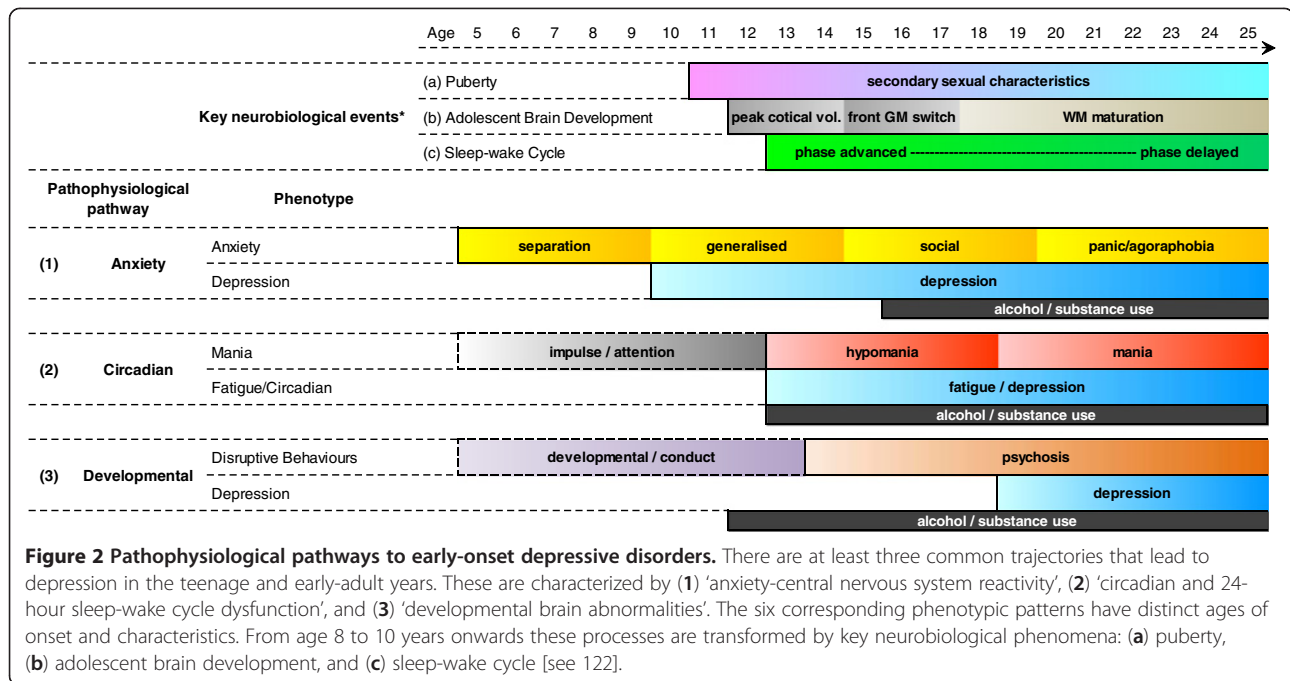 Age 5 6 7 8 9 10 11 12 13 14 15 16 17 18 19 20 21 22 23 24 25
(a) Puberty secondary sexual characteristics
Key neurobiological events* (b) Adolescent Brain Development peak cotical vol. front GM switch WM maturation
(c) Sleep-wake Cycle phase advanced phase delayed
Pathophysiological pathway Phenotype
Anxiety separation generalised social panic/agoraphobia
(1) Anxiety
Depression depression
alcohol / substance use
Mania impulse / attention hypomania mania
(2) Circadian
Fatigue/Circadian fatigue / depression
alcohol / substance use
Disruptive Behaviours developmental / conduct psychosis
(3) Developmental
Depression depression
alcohol / substance use
Figure 2 Pathophysiological pathways to early-onset depressive disorders. There are at least three common trajectories that lead to
depression in the teenage and early-adult years. These are characterized by (1) ‘anxiety-central nervous system reactivity’, (2) ‘circadian and 24-
hour sleep-wake cycle dysfunction’, and (3) ‘developmental brain abnormalities’. The six corresponding phenotypic patterns have distinct ages of
onset and characteristics. From age 8 to 10 years onwards these processes are transformed by key neurobiological phenomena: (a) puberty,
(b) adolescent brain development, and (c) sleep-wake cycle [see 122].